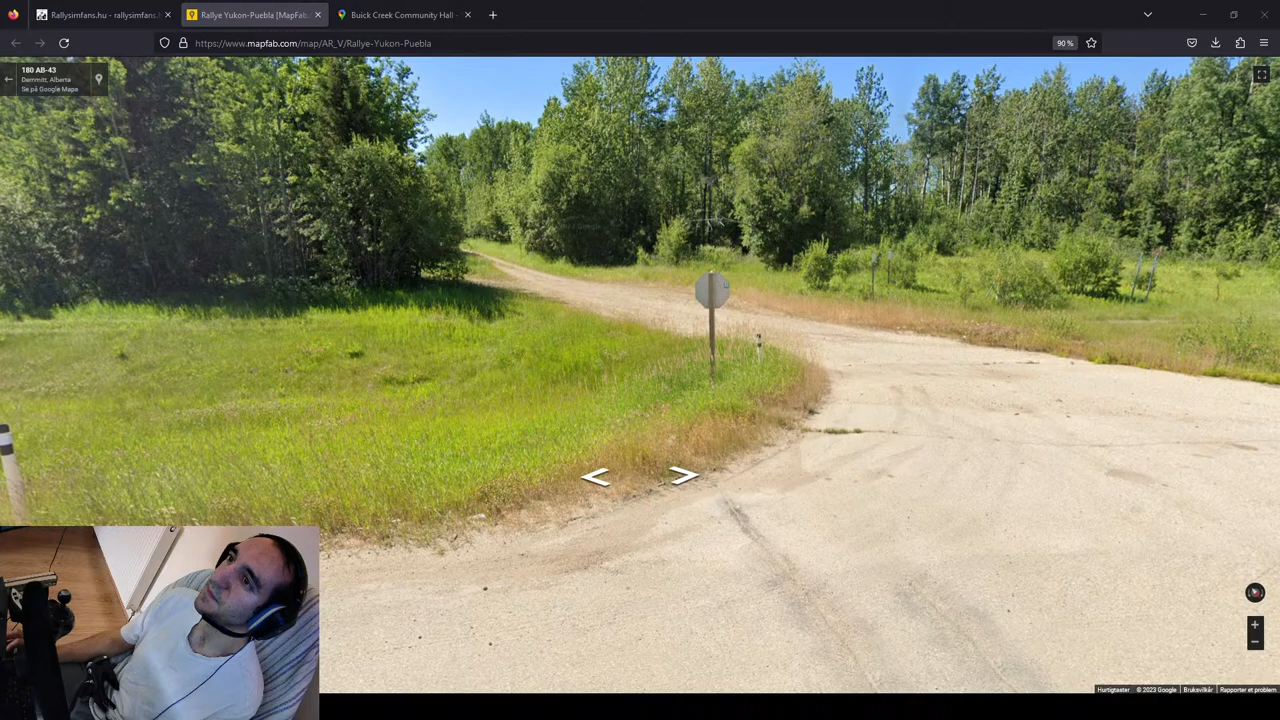 Rallysimfans.hu - rallysimfans.
Rallye Yukon-Puebla [MapFab.
Buick Creek Community Hall -
https://www.mapfab.com/map/AR_V/Rallye-Yukon-Puebla
90 %
180 AB-43
Demmitt, Alberta
Se på Google Maps
Hurtigtaster
© 2023 Google
Bruksvilkår
Rapporter et problem